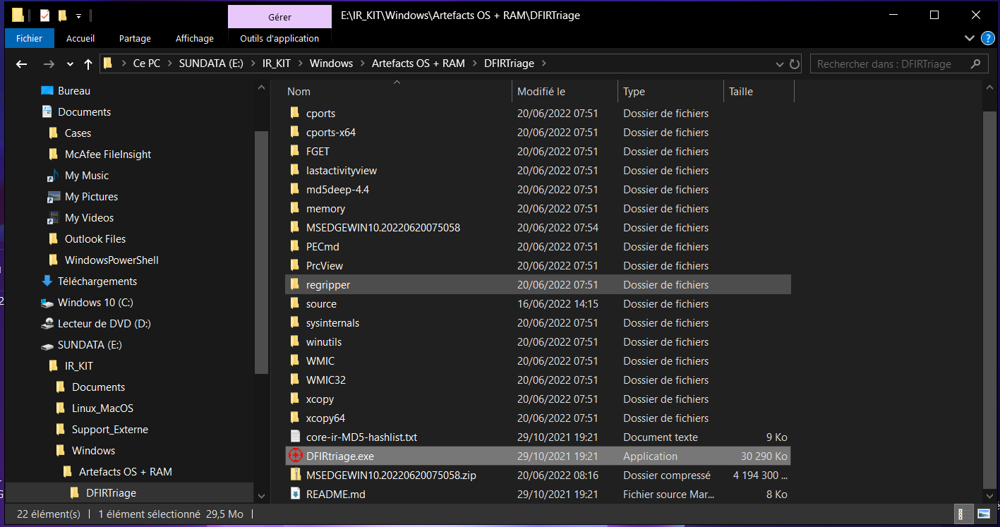 Gérer E:\IR_KIT\Windows\Artefacts OS + RAM\DFIRTriage
Fichier Accueil Partage Affichage Outils d'application ?
Ce PC SUNDATA (E:) IR_KIT Windows Artefacts OS + RAM DFIRTriage Rechercher dans : DFIRTriage
Bureau
Documents
Cases
McAfee FileInsight
My Music
My Pictures
My Videos
Outlook Files
WindowsPowerShell
Téléchargements
Windows 10 (C:)
Lecteur de DVD (D:)
SUNDATA (E:)
IR_KIT
Documents
Linux_MacOS
Support_Externe
Windows
Artefacts OS + RAM
DFIRTriage
Nom Modifié le Type Taille
cports 20/06/2022 07:51 Dossier de fichiers
cports-x64 20/06/2022 07:51 Dossier de fichiers
FGET 20/06/2022 07:51 Dossier de fichiers
lastactivityview 20/06/2022 07:51 Dossier de fichiers
md5deep-4.4 20/06/2022 07:51 Dossier de fichiers
memory 20/06/2022 07:51 Dossier de fichiers
MSEDGEWIN10.20220620075058 20/06/2022 07:54 Dossier de fichiers
PECmd 20/06/2022 07:51 Dossier de fichiers
PrcView 20/06/2022 07:51 Dossier de fichiers
regripper 20/06/2022 07:51 Dossier de fichiers
source 16/06/2022 14:15 Dossier de fichiers
sysinternals 20/06/2022 07:51 Dossier de fichiers
winutils 20/06/2022 07:51 Dossier de fichiers
WMIC 20/06/2022 07:51 Dossier de fichiers
WMIC32 20/06/2022 07:51 Dossier de fichiers
xcopy 20/06/2022 07:51 Dossier de fichiers
xcopy64 20/06/2022 07:51 Dossier de fichiers
core-ir-MD5-hashlist.txt 29/10/2021 19:21 Document texte 9 Ko
DFIRtriage.exe 29/10/2021 19:21 Application 30 290 Ko
MSEDGEWIN10.20220620075058.zip 20/06/2022 08:16 Dossier compressé 4 194 300 ...
README.md 29/10/2021 19:21 Fichier source Mar... 8 Ko
22 élément(s) 1 élément sélectionné 29,5 Mo